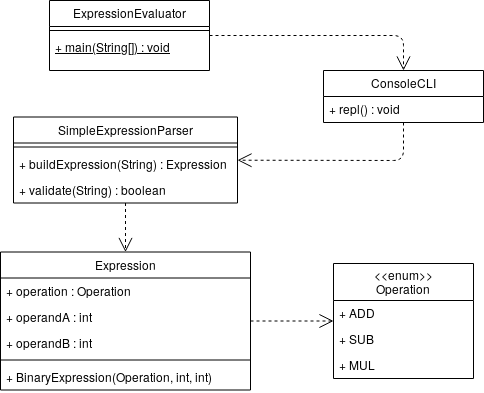 ExpressionEvaluator
+ main(String[]) : void
ConsoleCLI
+ repl() : void
SimpleExpressionParser
+ buildExpression(String) : Expression
+ validate(String) : boolean
Expression
+ operation : Operation
+ operandA : int
+ operandB : int
+ BinaryExpression(Operation, int, int)
<<enum>>
Operation
+ ADD
+ SUB
+ MUL